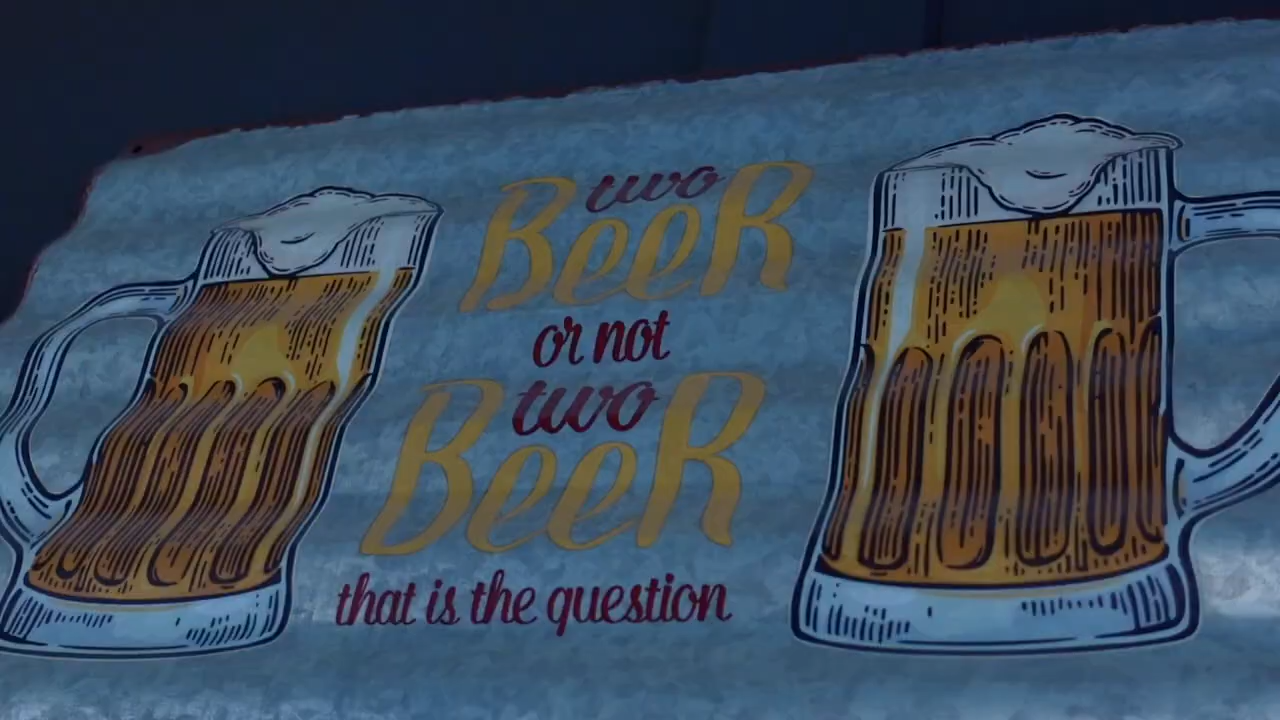 two
BeeR
or not
two
BeeR
that is the question